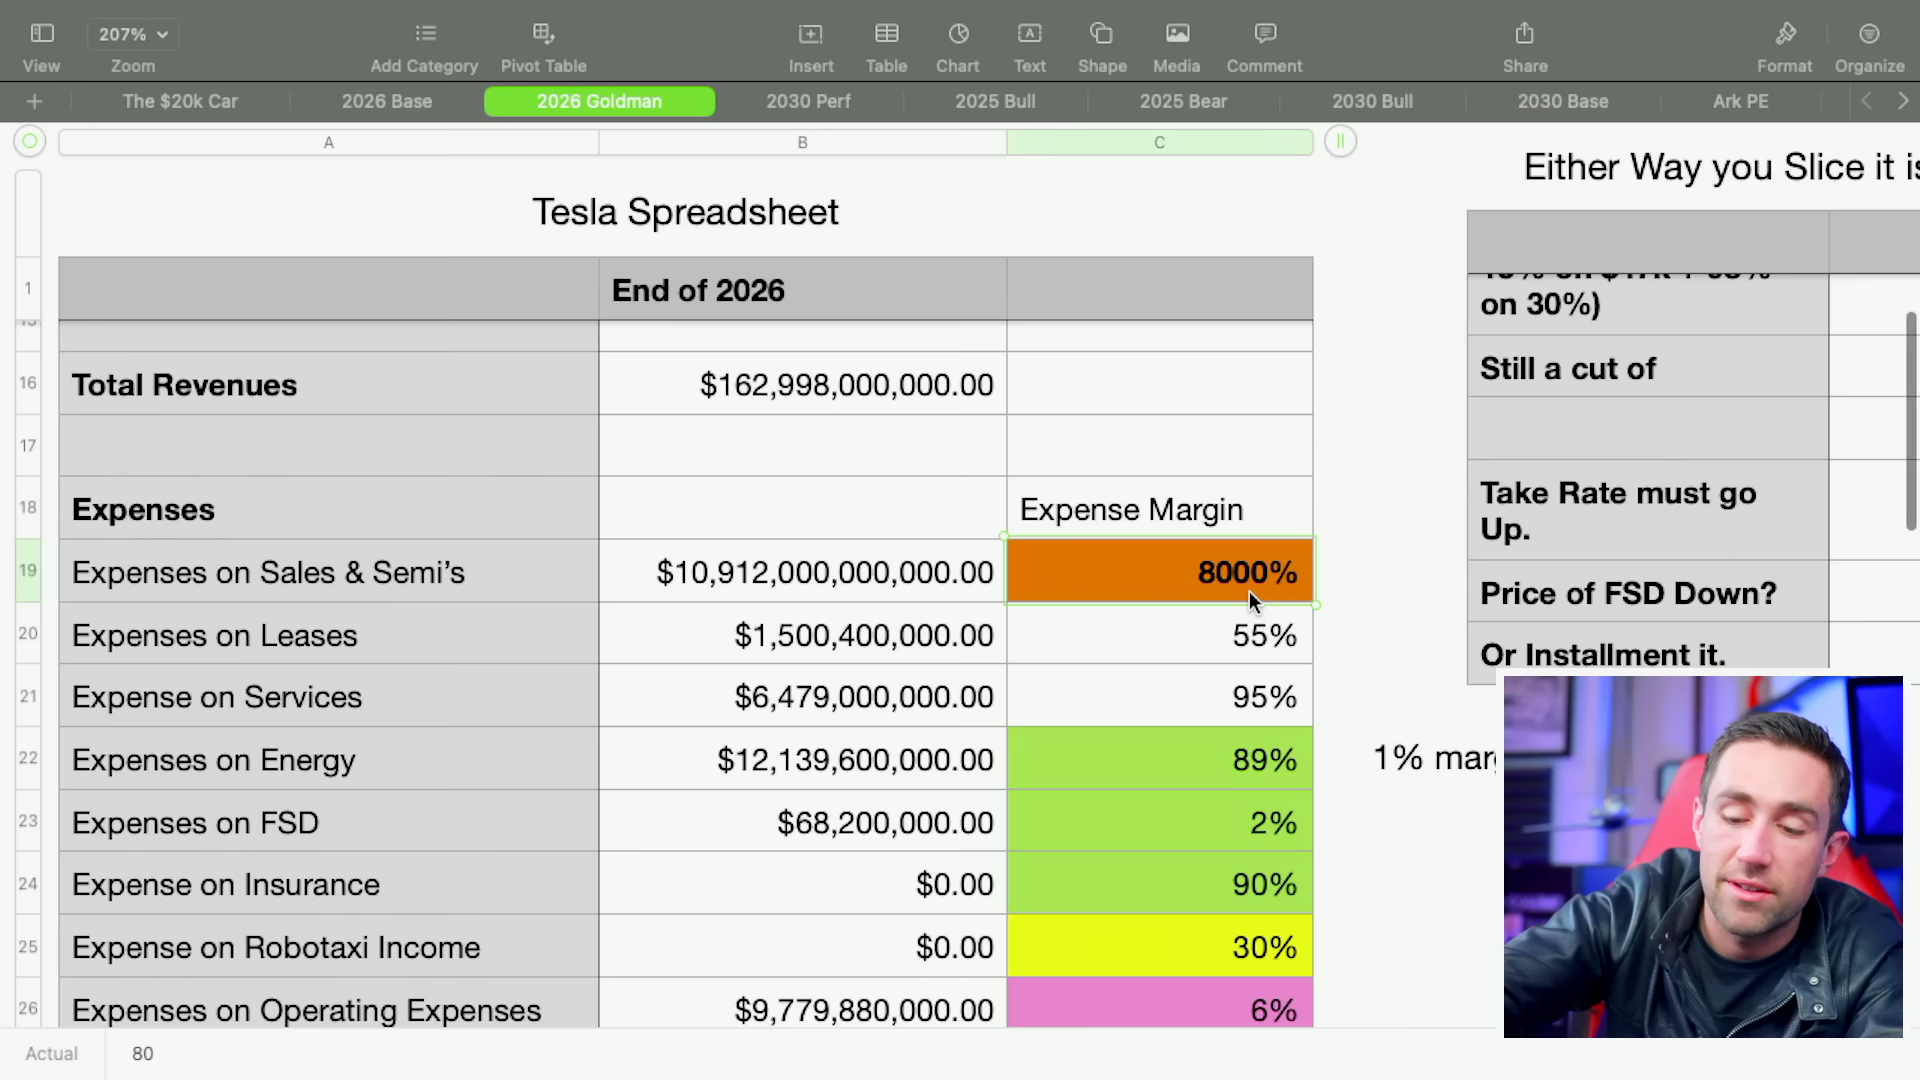 207%
View
Zoom
Add Category
Pivot Table
Insert
Table
Chart
Text
Shape
Media
Comment
Share
Format
Organize
The $20k Car
2026 Base
2026 Goldman
2030 Perf
2025 Bull
2025 Bear
2030 Bull
2030 Base
Ark PE
A
B
C
Tesla Spreadsheet
1
End of 2026
16
Total Revenues
$162,998,000,000.00
17
18
Expenses
Expense Margin
19
Expenses on Sales & Semi’s
$10,912,000,000,000.00
8000%
20
Expenses on Leases
$1,500,400,000.00
55%
21
Expense on Services
$6,479,000,000.00
95%
22
Expenses on Energy
$12,139,600,000.00
89%
23
Expenses on FSD
$68,200,000.00
2%
24
Expense on Insurance
$0.00
90%
25
Expense on Robotaxi Income
$0.00
30%
26
Expenses on Operating Expenses
$9,779,880,000.00
6%
Either Way you Slice it is
on 30%)
Still a cut of
Take Rate must go
Up.
Price of FSD Down?
Or Installment it.
1%
Actual
80